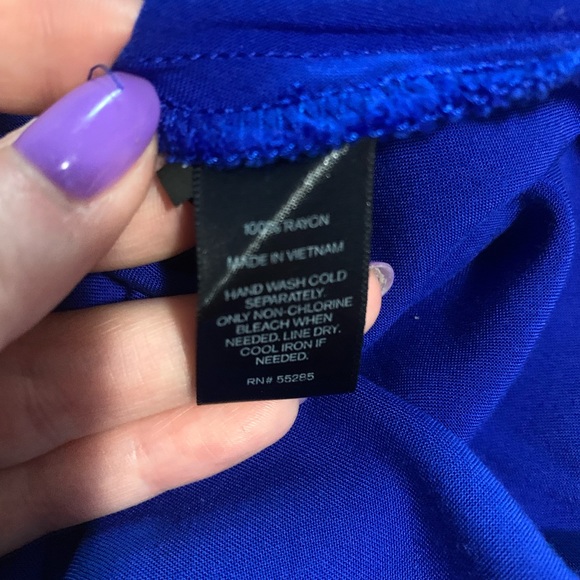 100% RAYON
MADE IN VIETNAM
HAND WASH COLD
SEPARATELY.
ONLY NON-CHLORINE
BLEACH WHEN
NEEDED. LINE DRY.
COOL IRON IF
NEEDED.
RN# 55285